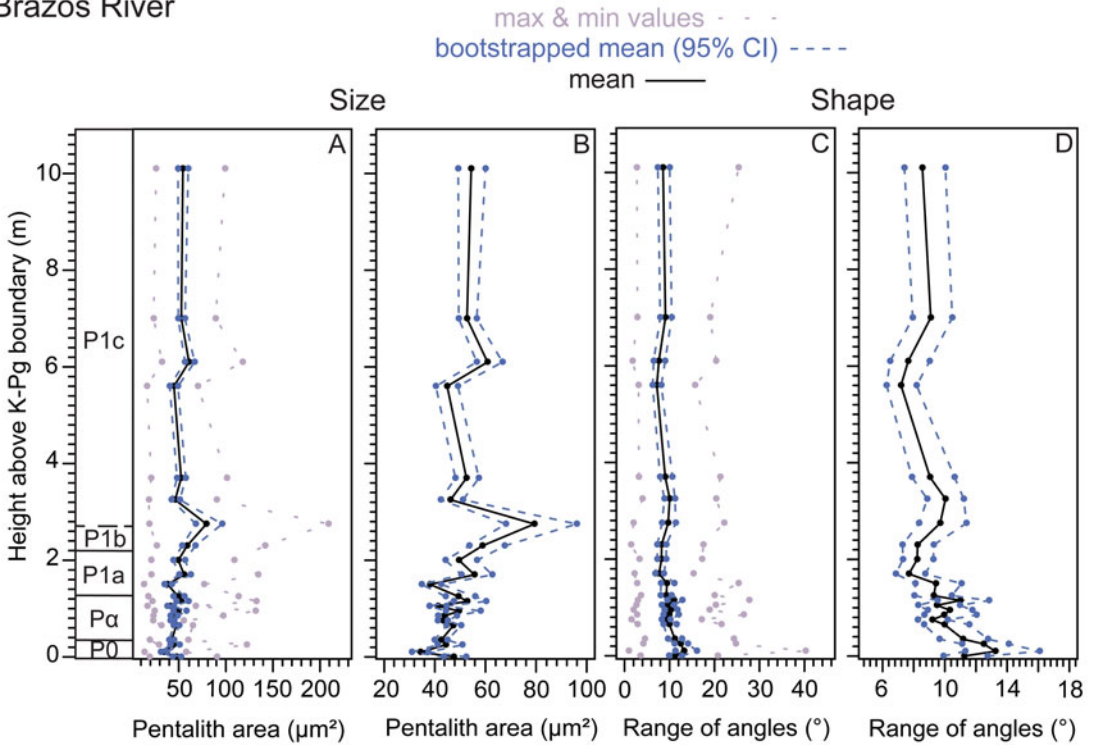 Brazos River
max & min values
bootstrapped mean (95% CI)
mean
Size
Shape
A
B
C
D
Height above K-Pg boundary (m)
10
8
6
4
2
0
P1c
P1b
P1a
Pα
P0
50 100 150 200
20 40 60 80 100
0 10 20 30 40
6 10 14 18
Pentalith area (µm²)
Pentalith area (µm²)
Range of angles (°)
Range of angles (°)